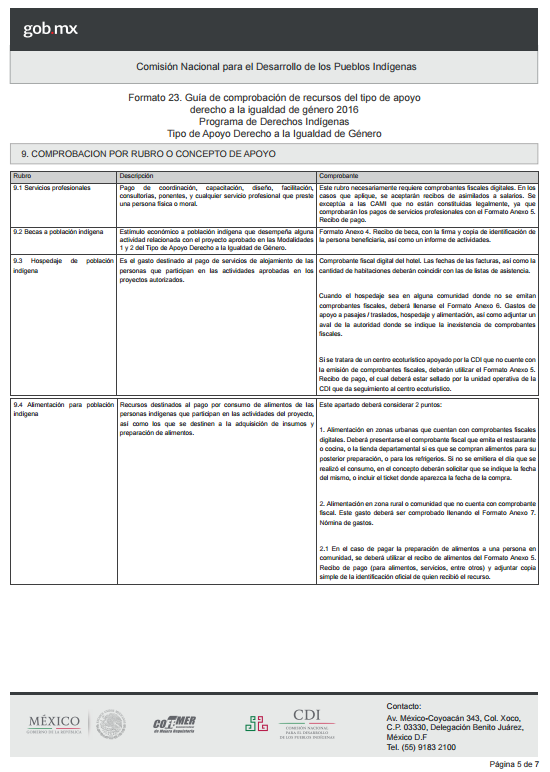 gob.mx
Comisión Nacional para el Desarrollo de los Pueblos Indígenas
Formato 23. Guía de comprobación de recursos del tipo de apoyo
derecho a la igualdad de género 2016
Programa de Derechos Indígenas
Tipo de Apoyo Derecho a la Igualdad de Género
9. COMPROBACION POR RUBRO O CONCEPTO DE APOYO
Rubro
Descripción
Comprobante
9.1 Servicios profesionales
Pago de coordinación, capacitación, diseño, facilitación,
consultorías, ponentes, y cualquier servicio profesional que preste
una persona física o moral.
Este rubro necesariamente requiere comprobantes fiscales digitales. En los
casos que aplique, se aceptarán recibos de asimilados a salarios. Se
exceptúa a las CAMI que no están constituidas legalmente, ya que
comprobarán los pagos de servicios profesionales con el Formato Anexo 5.
Recibo de pago.
9.2 Becas a población indígena
Estímulo económico a población indígena que desempeña alguna
actividad relacionada con el proyecto aprobado en las Modalidades
1 y 2 del Tipo de Apoyo Derecho a la Igualdad de Género.
Formato Anexo 4. Recibo de beca, con la firma y copia de identificación de
la persona beneficiaria, así como un informe de actividades.
9.3 Hospedaje de población
indígena
Es el gasto destinado al pago de servicios de alojamiento de las
personas que participan en las actividades aprobadas en los
proyectos autorizados.
Comprobante fiscal digital del hotel. Las fechas de las facturas, así como la
cantidad de habitaciones deberán coincidir con las de listas de asistencia.
Cuando el hospedaje sea en alguna comunidad donde no se emitan
comprobantes fiscales, deberá llenarse el Formato Anexo 6. Gastos de
apoyo a pasajes / traslados, hospedaje y alimentación, así como adjuntar un
aval de la autoridad donde se indique la inexistencia de comprobantes
fiscales.
Si se tratara de un centro ecoturístico apoyado por la CDI que no cuente con
la emisión de comprobantes fiscales, deberán utilizar el Formato Anexo 5.
Recibo de pago, el cual deberá estar sellado por la unidad operativa de la
CDI que da seguimiento al centro ecoturístico.
9.4 Alimentación para población
indígena
Recursos destinados al pago por consumo de alimentos de las
personas indígenas que participan en las actividades del proyecto,
así como los que se destinen a la adquisición de insumos y
preparación de alimentos.
Este apartado deberá considerar 2 puntos:
1. Alimentación en zonas urbanas que cuentan con comprobantes fiscales
digitales. Deberá presentarse el comprobante fiscal que emita el restaurante
o cocina, o la tienda departamental si es que se compran alimentos para su
posterior preparación, o para los refrigerios. Si no se emitiera el día que se
realizó el consumo, en el concepto deberán solicitar que se indique la fecha
del mismo, o incluir el ticket donde aparezca la fecha de la compra.
2. Alimentación en zona rural o comunidad que no cuenta con comprobante
fiscal. Este gasto deberá ser comprobado llenando el Formato Anexo 7.
Nómina de gastos.
2.1 En el caso de pagar la preparación de alimentos a una persona en
comunidad, se deberá utilizar el recibo de alimentos del Formato Anexo 5.
Recibo de pago (para alimentos, servicios, entre otros) y adjuntar copia
simple de la identificación oficial de quien recibió el recurso.
MÉXICO
GOBIERNO DE LA REPÚBLICA
COFEMER
CDI
COMISIÓN NACIONAL
PARA EL DESARROLLO
DE LOS PUEBLOS INDÍGENAS
Contacto:
Av. México-Coyoacán 343, Col. Xoco,
C.P. 03330, Delegación Benito Juárez,
México D.F
Tel. (55) 9183 2100
Página 5 de 7